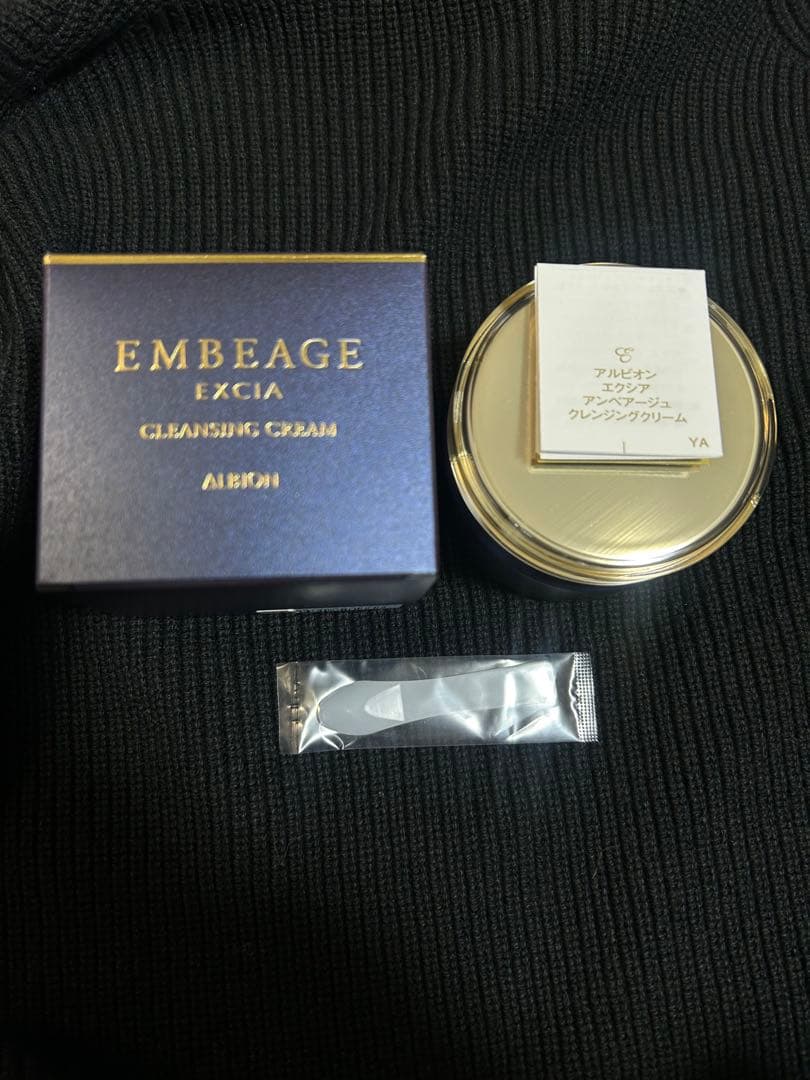 EMBEAGE
EXCIA
CLEANSING CREAM
ALBION
アルビオン
エクシア
アンベアージュ
クレンジングクリーム
YA